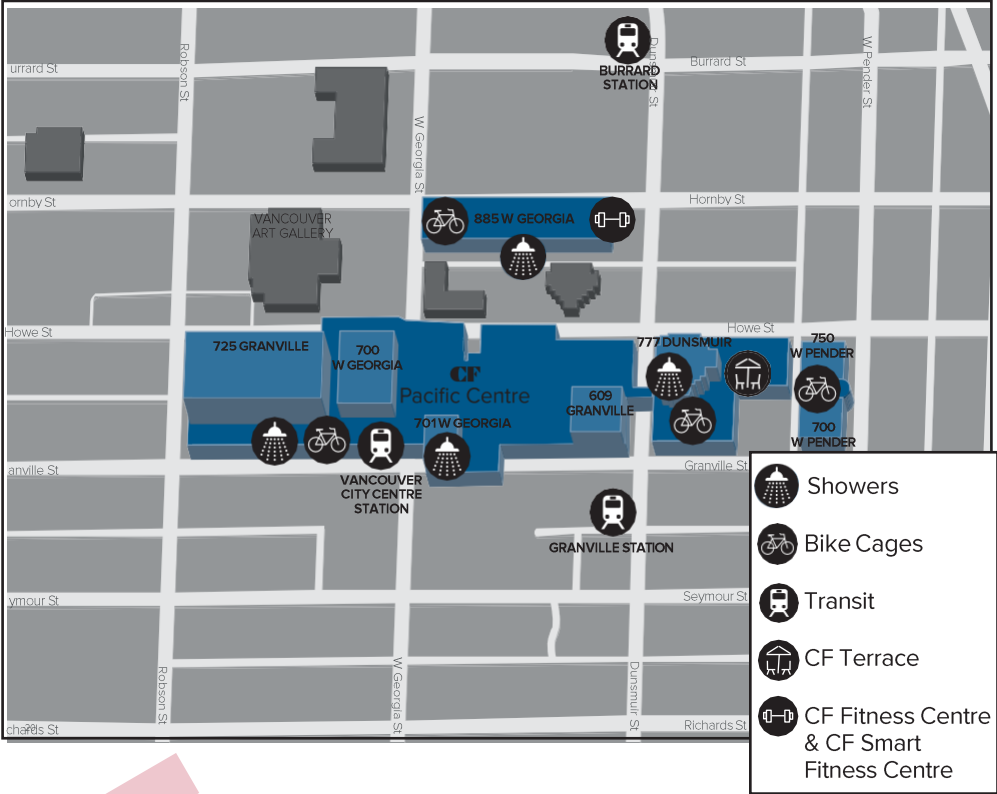 Robson St
W Georgia St
Dunsmuir St
W Pender St
BURRARD
STATION
urrard St
Burrard St
ornby St
Hornby St
VANCOUVER
ART GALLERY
885 W GEORGIA
Howe St
Howe St
725 GRANVILLE
700
W GEORGIA
CF
Pacific Centre
701 W GEORGIA
609
GRANVILLE
777 DUNSMUIR
750
W PENDER
700
W PENDER
anville St
Granville St
VANCOUVER
CITY CENTRE
STATION
GRANVILLE STATION
ymour St
Seymour St
Robson St
W Georgia St
Dunsmuir St
chards St
Richards St
Showers
Bike Cages
Transit
CF Terrace
CF Fitness Centre
& CF Smart
Fitness Centre